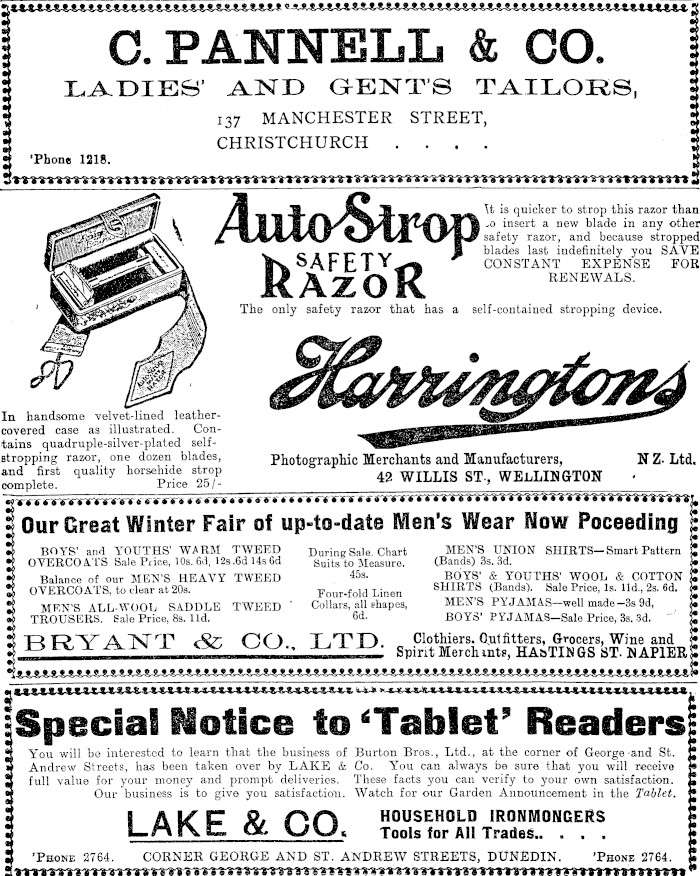 C. PANNELL & CO.
LADIES' AND GENT'S TAILORS,
137 MANCHESTER STREET,
CHRISTCHURCH . . . .
'Phone 1218.
AutoStrop
SAFETY
RAZOR
It is quicker to strop this razor than
to insert a new blade in any other
safety razor, and because stropped
blades last indefinitely you SAVE
CONSTANT EXPENSE FOR
RENEWALS.
The only safety razor that has a self-contained stropping device.
In handsome velvet-lined leather-
covered case as illustrated. Con-
tains quadruple-silver-plated self-
stropping razor, one dozen blades,
and first quality horsehide strop
complete. Price 25/-
Harringtons
Photographic Merchants and Manufacturers, NZ. Ltd.
42 WILLIS ST., WELLINGTON
Our Great Winter Fair of up-to-date Men's Wear Now Poceeding
BOYS' and YOUTHS' WARM TWEED
OVERCOATS Sale Price, 10s. 6d, 12s.6d 14s 6d
Balance of our MEN'S HEAVY TWEED
OVERCOATS, to clear at 20s.
MEN'S ALL-WOOL SADDLE TWEED
TROUSERS. Sale Price, 8s. 11d.
During Sale. Chart
Suits to Measure.
45s.
Four-fold Linen
Collars, all shapes,
6d.
MEN'S UNION SHIRTS—Smart Pattern
(Bands) 3s. 3d.
BOYS' & YOUTHS' WOOL & COTTON
SHIRTS (Bands). Sale Price, 1s. 11d., 2s. 6d.
MEN'S PYJAMAS—well made—3s 9d,
BOYS' PYJAMAS—Sale Price, 3s. 3d.
BRYANT & CO., LTD.
Clothiers. Outfitters, Grocers, Wine and
Spirit Merchants, HASTINGS ST. NAPIER
Special Notice to 'Tablet' Readers
You will be interested to learn that the business of Burton Bros., Ltd., at the corner of George and St.
Andrew Streets, has been taken over by LAKE & Co. You can always be sure that you will receive
full value for your money and prompt deliveries. These facts you can verify to your own satisfaction.
Our business is to give you satisfaction. Watch for our Garden Announcement in the Tablet.
LAKE & CO.
HOUSEHOLD IRONMONGERS
Tools for All Trades.. . . .
'PHONE 2764. CORNER GEORGE AND ST. ANDREW STREETS, DUNEDIN. 'PHONE 2764.